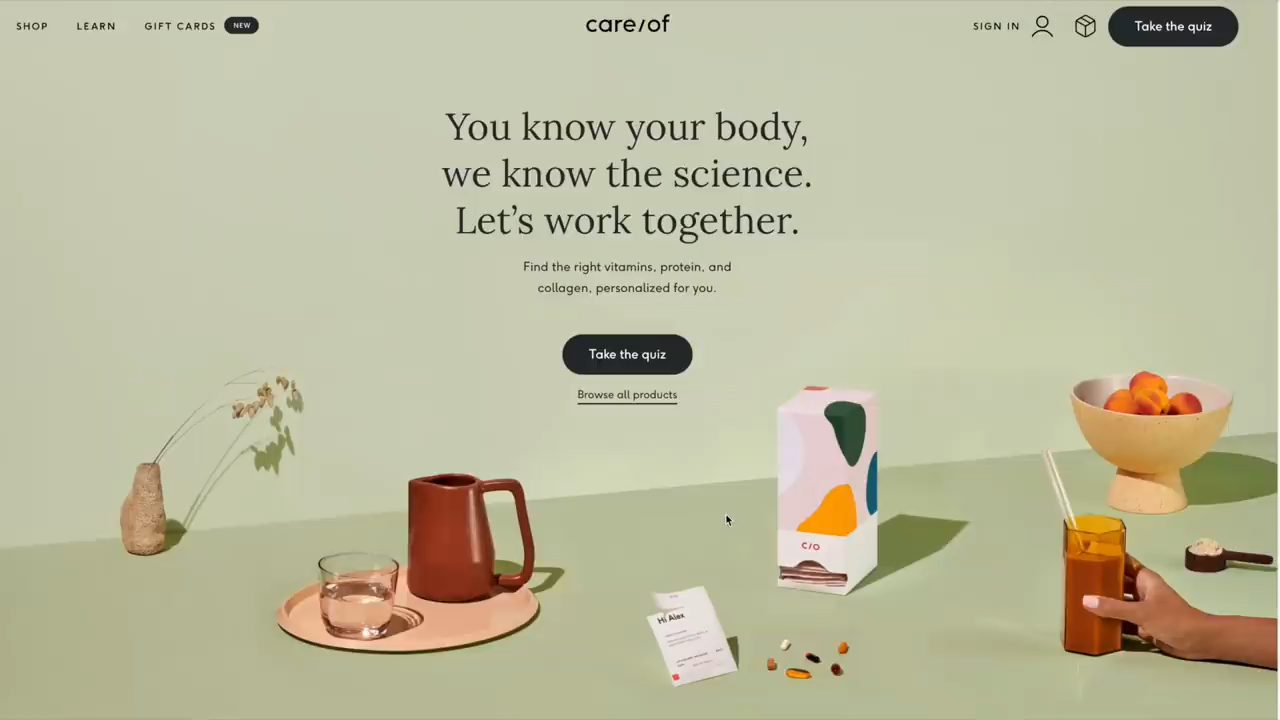 SHOP LEARN GIFT CARDS NEW
care/of
SIGN IN
Take the quiz
You know your body,
we know the science.
Let's work together.
Find the right vitamins, protein, and
collagen, personalized for you.
Take the quiz
Browse all products
C/O
Hi Alex